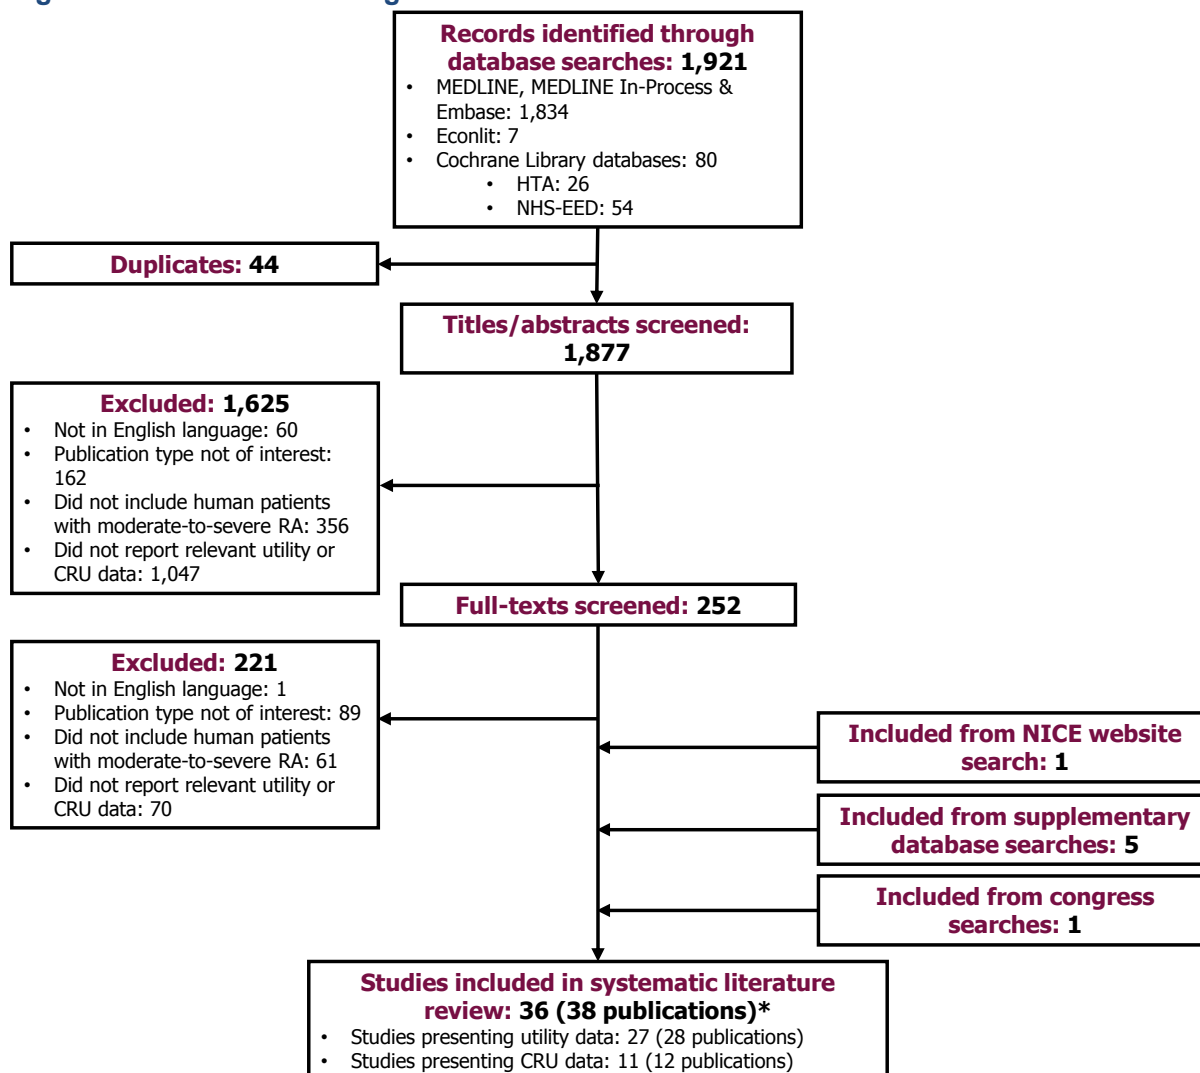 Records identified through
database searches: 1,921
• MEDLINE, MEDLINE In-Process &
Embase: 1,834
• Econlit: 7
• Cochrane Library databases: 80
• HTA: 26
• NHS-EED: 54
Duplicates: 44
Titles/abstracts screened:
1,877
Excluded: 1,625
• Not in English language: 60
• Publication type not of interest:
162
• Did not include human patients
with moderate-to-severe RA: 356
• Did not report relevant utility or
CRU data: 1,047
Full-texts screened: 252
Excluded: 221
• Not in English language: 1
• Publication type not of interest: 89
• Did not include human patients
with moderate-to-severe RA: 61
• Did not report relevant utility or
CRU data: 70
Included from NICE website
search: 1
Included from supplementary
database searches: 5
Included from congress
searches: 1
Studies included in systematic literature
review: 36 (38 publications)*
• Studies presenting utility data: 27 (28 publications)
• Studies presenting CRU data: 11 (12 publications)